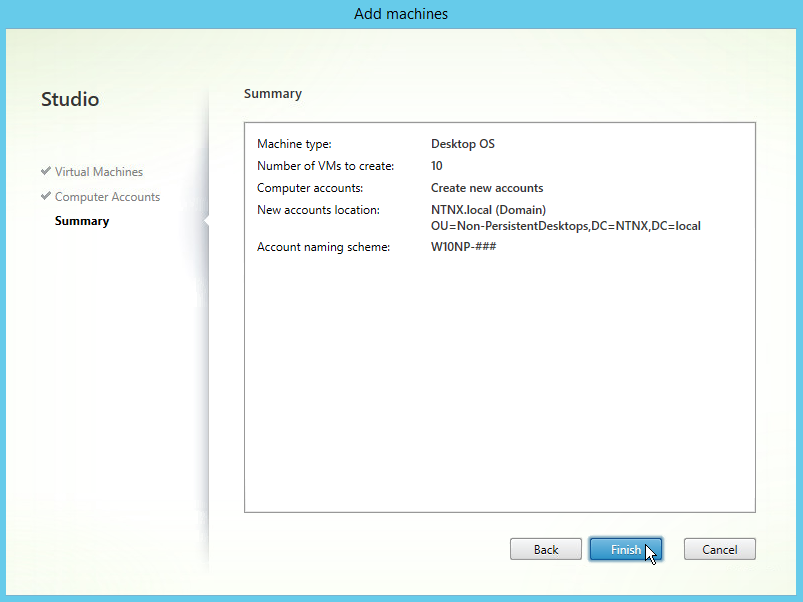 Add machines
Studio
Virtual Machines
Computer Accounts
Summary
Summary
Machine type: Desktop OS
Number of VMs to create: 10
Computer accounts: Create new accounts
New accounts location: NTNX.local (Domain)
OU=Non-PersistentDesktops,DC=NTNX,DC=local
Account naming scheme: W10NP-###
Back Finish Cancel